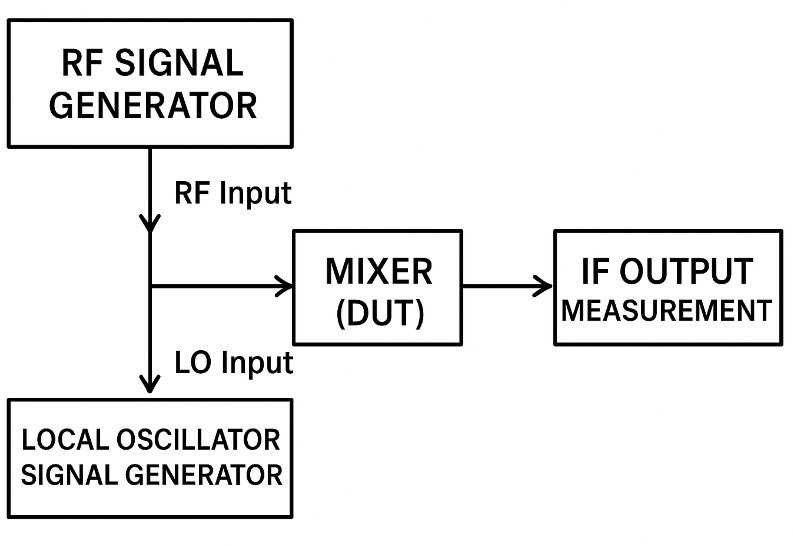 RF SIGNAL
GENERATOR
RF Input
MIXER
(DUT)
IF OUTPUT
MEASUREMENT
LO Input
LOCAL OSCILLATOR
SIGNAL GENERATOR